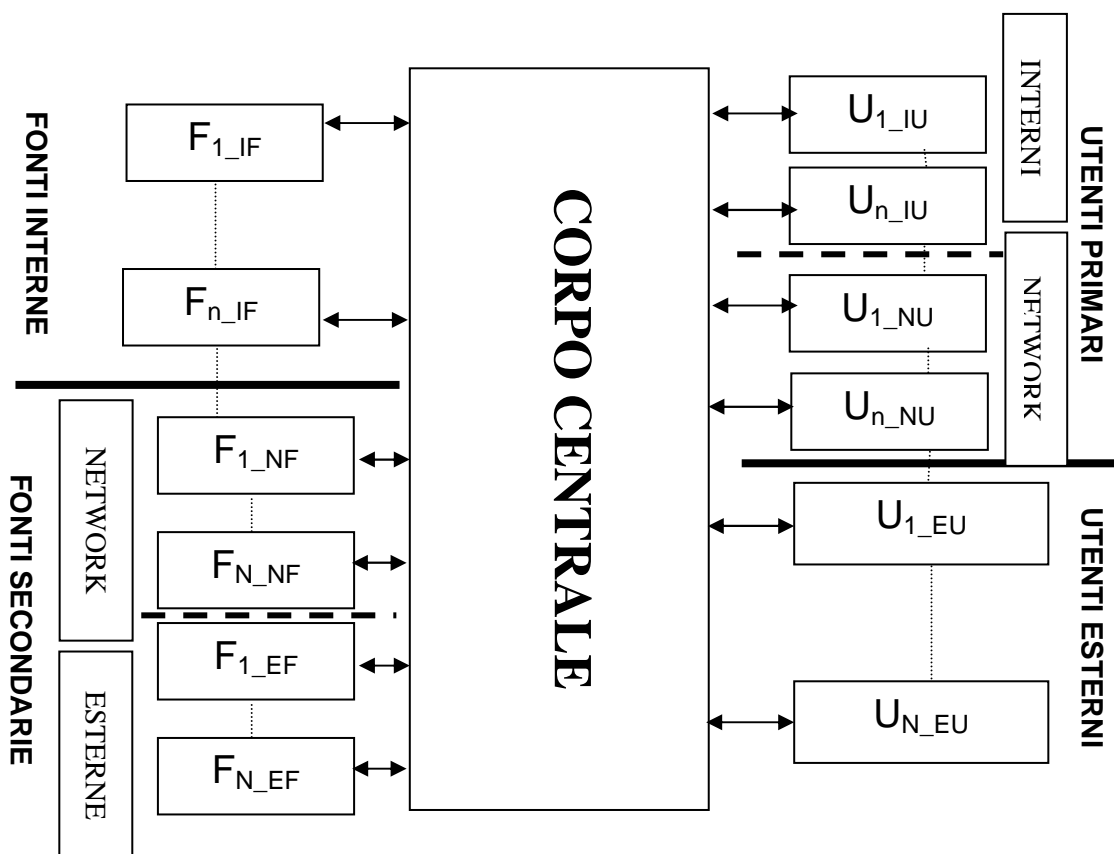 FONTI INTERNE
F1_IF
Fn_IF
FONTI SECONDARIE
NETWORK
F1_NF
FN_NF
ESTERNE
F1_EF
FN_EF
CORPO CENTRALE
UTENTI PRIMARI
INTERNI
U1_IU
Un_IU
NETWORK
U1_NU
Un_NU
UTENTI ESTERNI
U1_EU
UN_EU